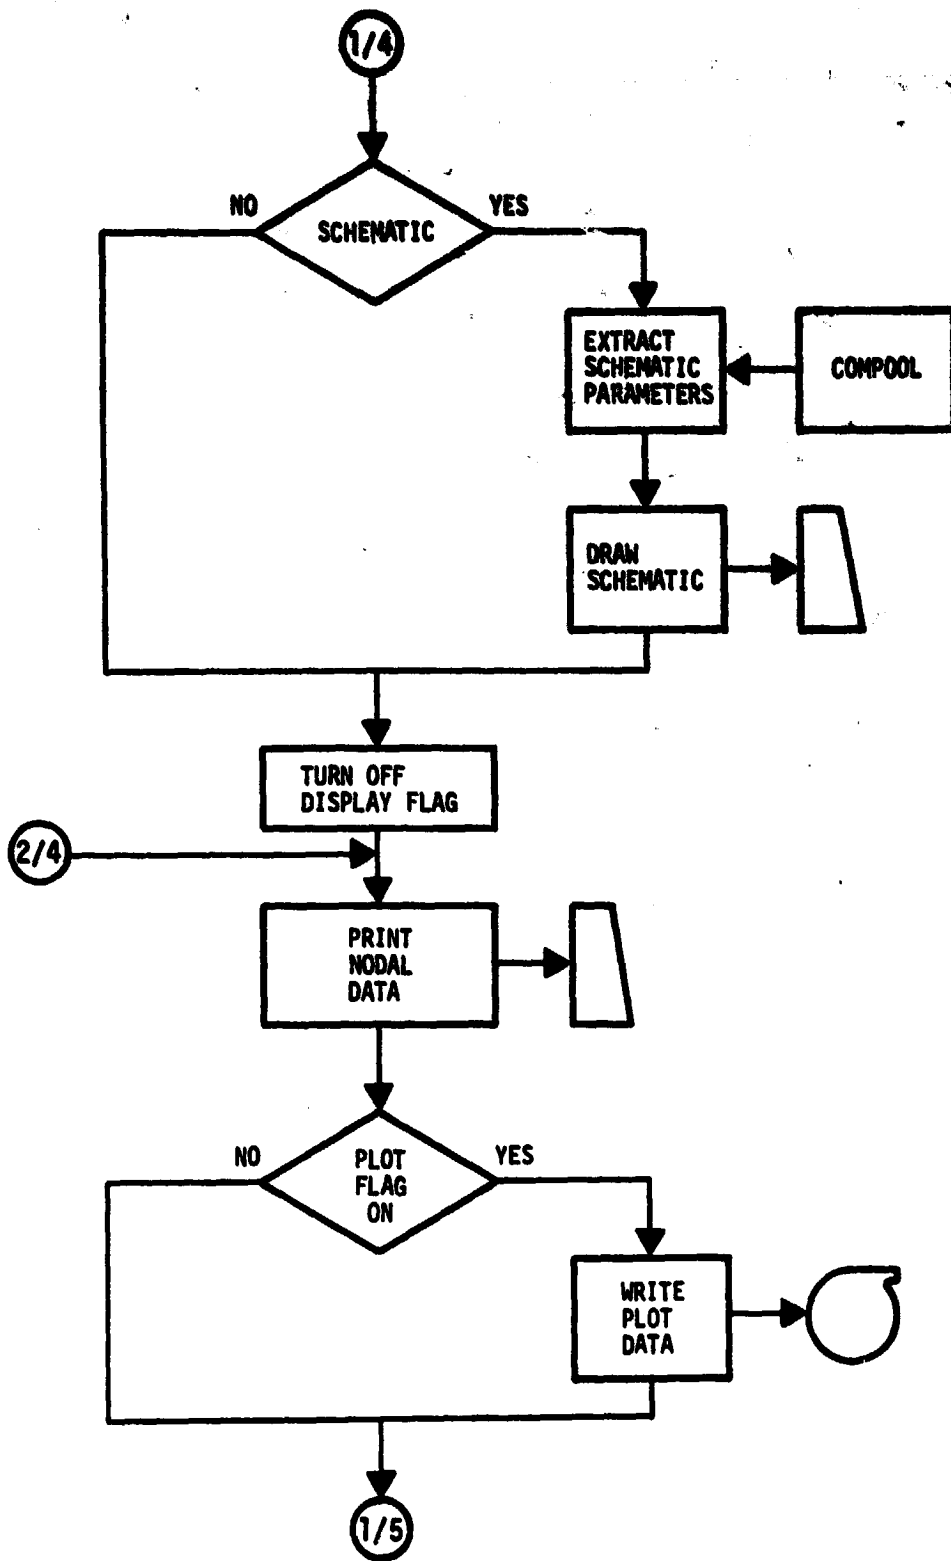 1/4
NO
YES
SCHEMATIC
EXTRACT
SCHEMATIC
PARAMETERS
COMPOOL
DRAW
SCHEMATIC
TURN OFF
DISPLAY FLAG
2/4
PRINT
NODAL
DATA
NO
YES
PLOT
FLAG
ON
WRITE
PLOT
DATA
1/5